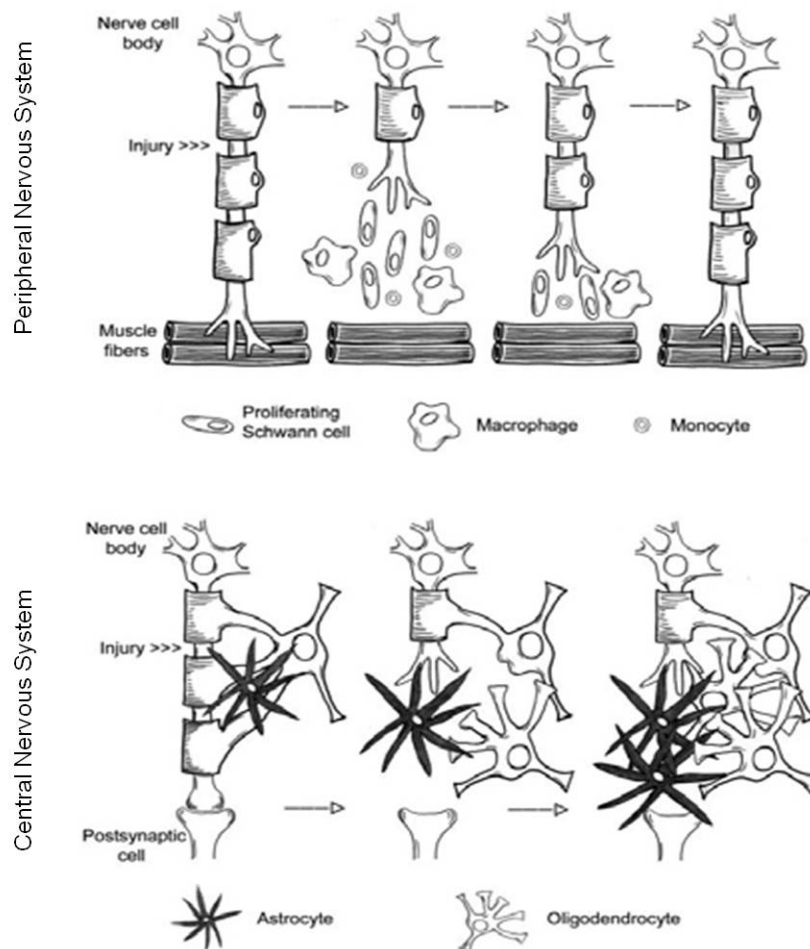 Peripheral Nervous System
Nerve cell
body
Injury >>>
Muscle
fibers
Proliferating
Schwann cell
Macrophage
Monocyte
Central Nervous System
Nerve cell
body
Injury >>>
Postsynaptic
cell
Astrocyte
Oligodendrocyte